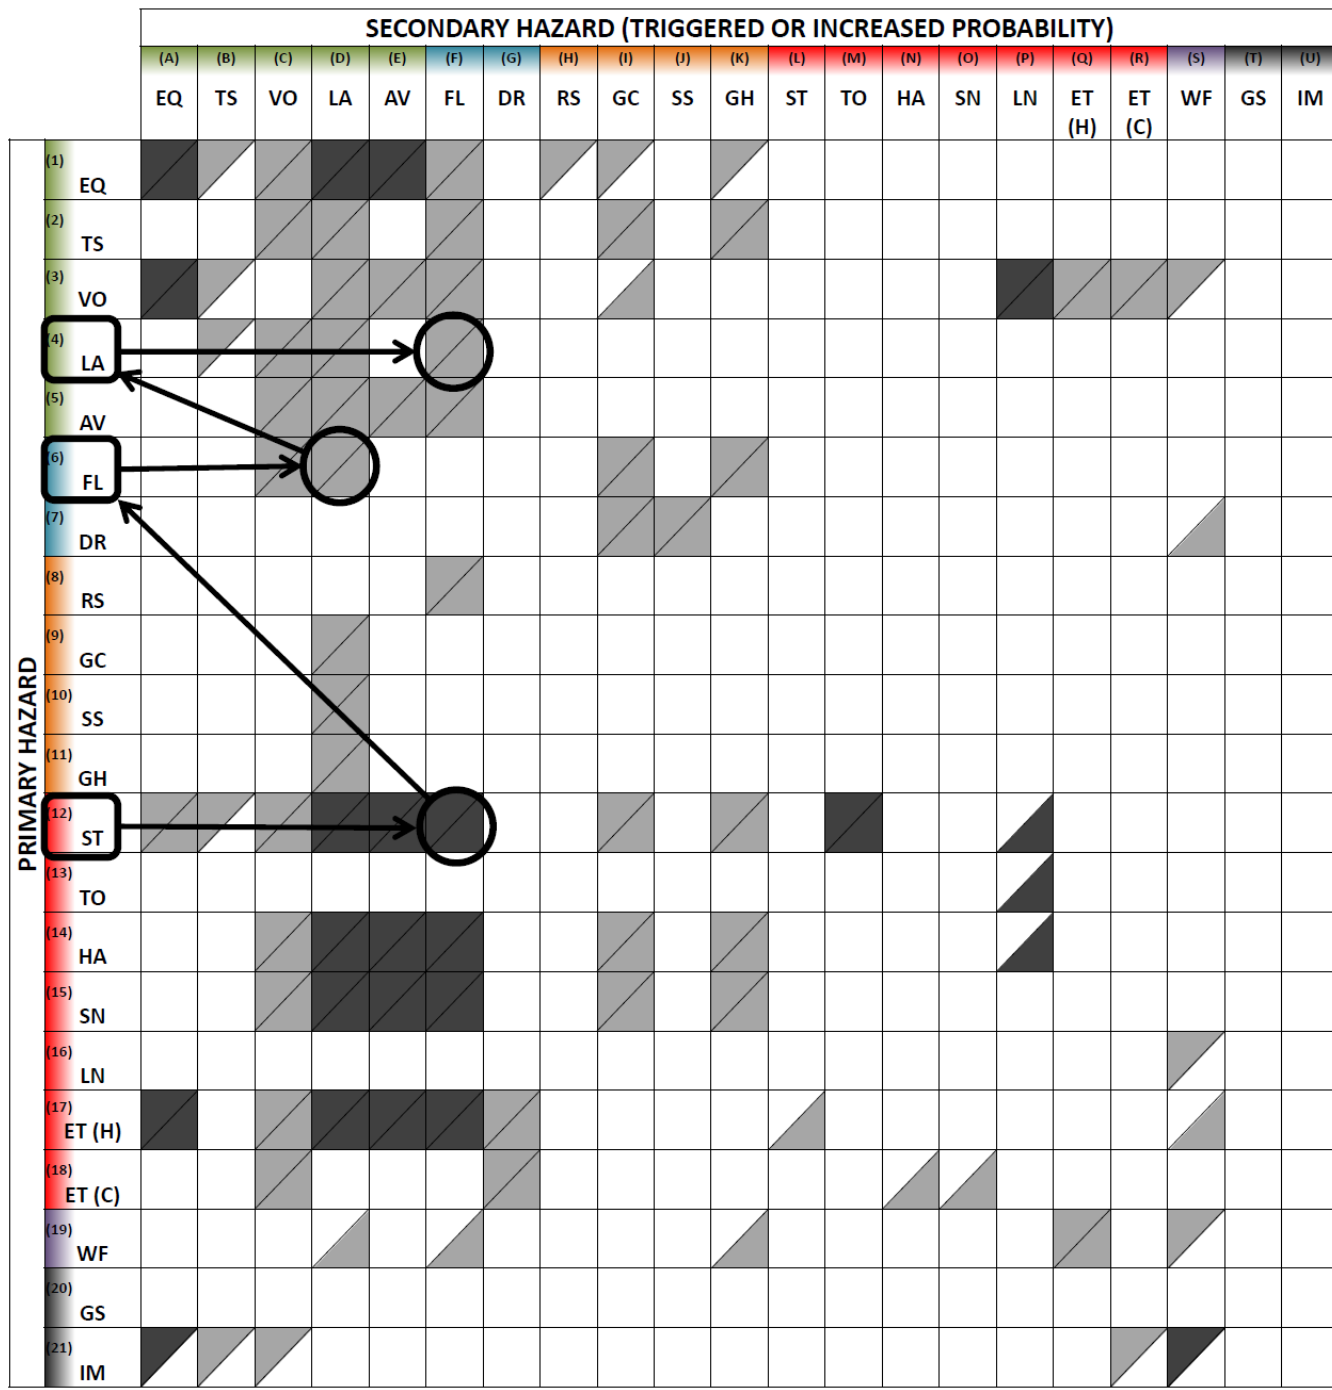 SECONDARY HAZARD (TRIGGERED OR INCREASED PROBABILITY)
(A) (B) (C) (D) (E) (F) (G) (H) (I) (J) (K) (L) (M) (N) (O) (P) (Q) (R) (S) (T) (U)
EQ TS VO LA AV FL DR RS GC SS GH ST TO HA SN LN ET (H) ET (C) WF GS IM
PRIMARY HAZARD
(1) EQ
(2) TS
(3) VO
(4) LA
(5) AV
(6) FL
(7) DR
(8) RS
(9) GC
(10) SS
(11) GH
(12) ST
(13) TO
(14) HA
(15) SN
(16) LN
(17) ET (H)
(18) ET (C)
(19) WF
(20) GS
(21) IM